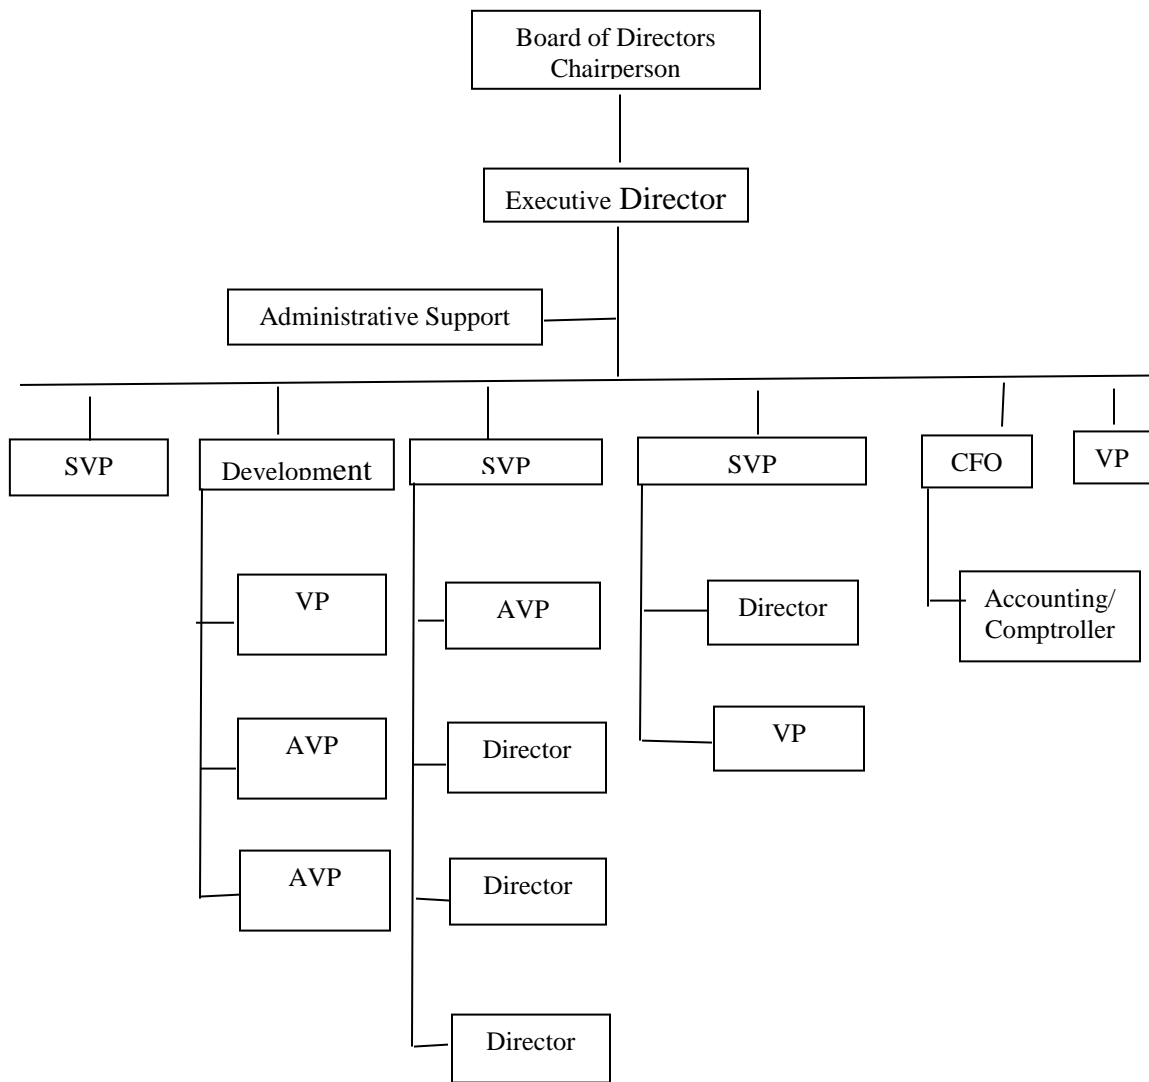 Board of Directors
Chairperson
Executive Director
Administrative Support
SVP
Development
SVP
SVP
CFO
VP
VP
AVP
Director
Accounting/
Comptroller
AVP
Director
VP
AVP
Director
Director